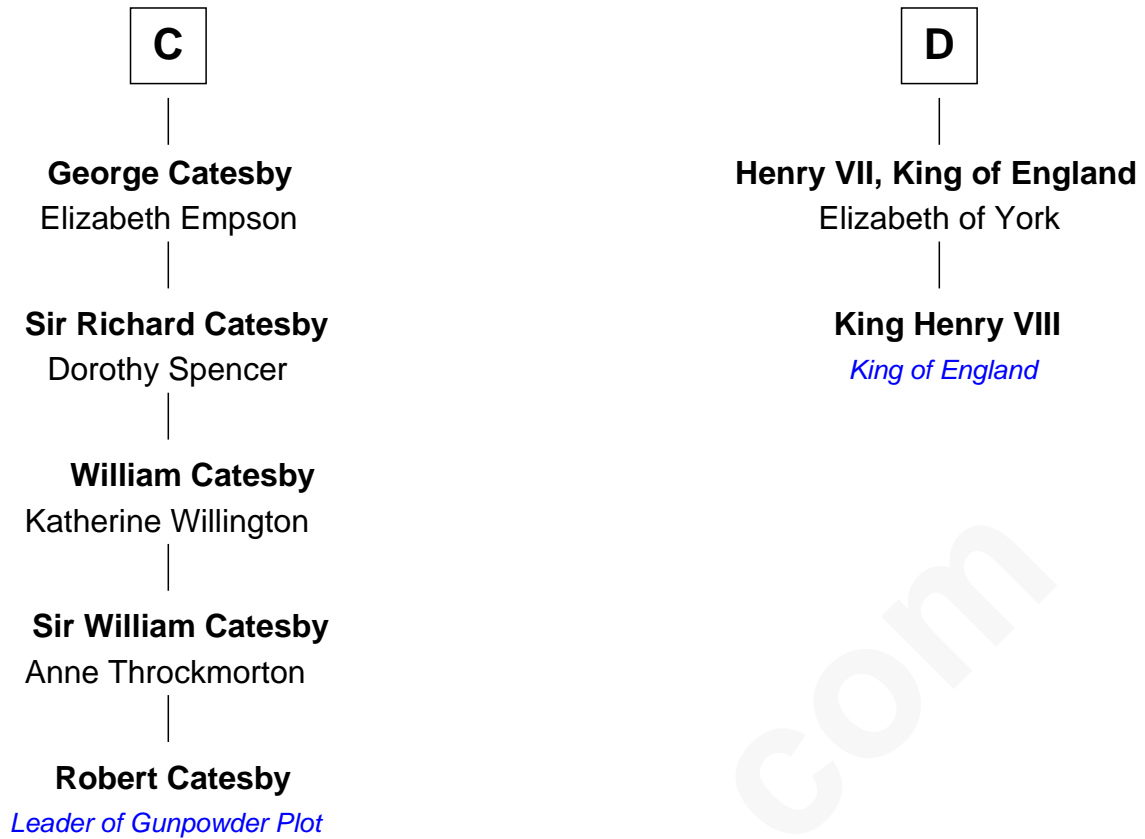 C
George Catesby
Elizabeth Empson
Sir Richard Catesby
Dorothy Spencer
William Catesby
Katherine Willington
Sir William Catesby
Anne Throckmorton
Robert Catesby
Leader of Gunpowder Plot
D
Henry VII, King of England
Elizabeth of York
King Henry VIII
King of England
com